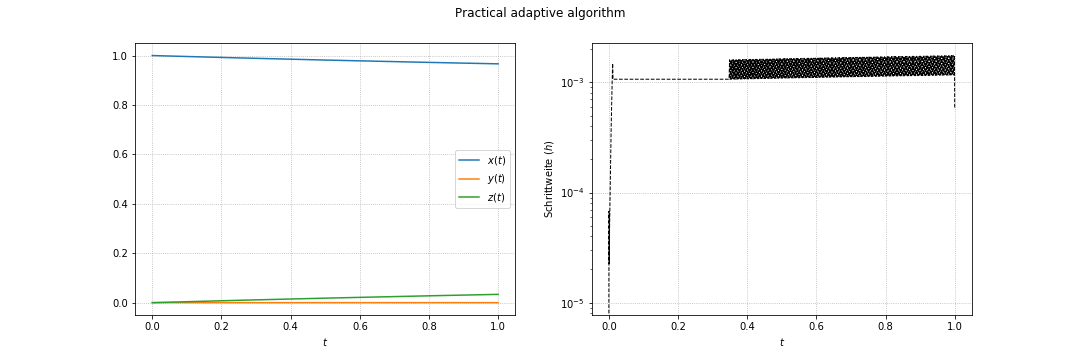 Practical adaptive algorithm
1.0
0.8
0.6
0.4
0.2
0.0
x(t)
y(t)
z(t)
0.0 0.2 0.4 0.6 0.8 1.0
t
Schrittweite (h)
10⁻³
10⁻⁴
10⁻⁵
0.0 0.2 0.4 0.6 0.8 1.0
t